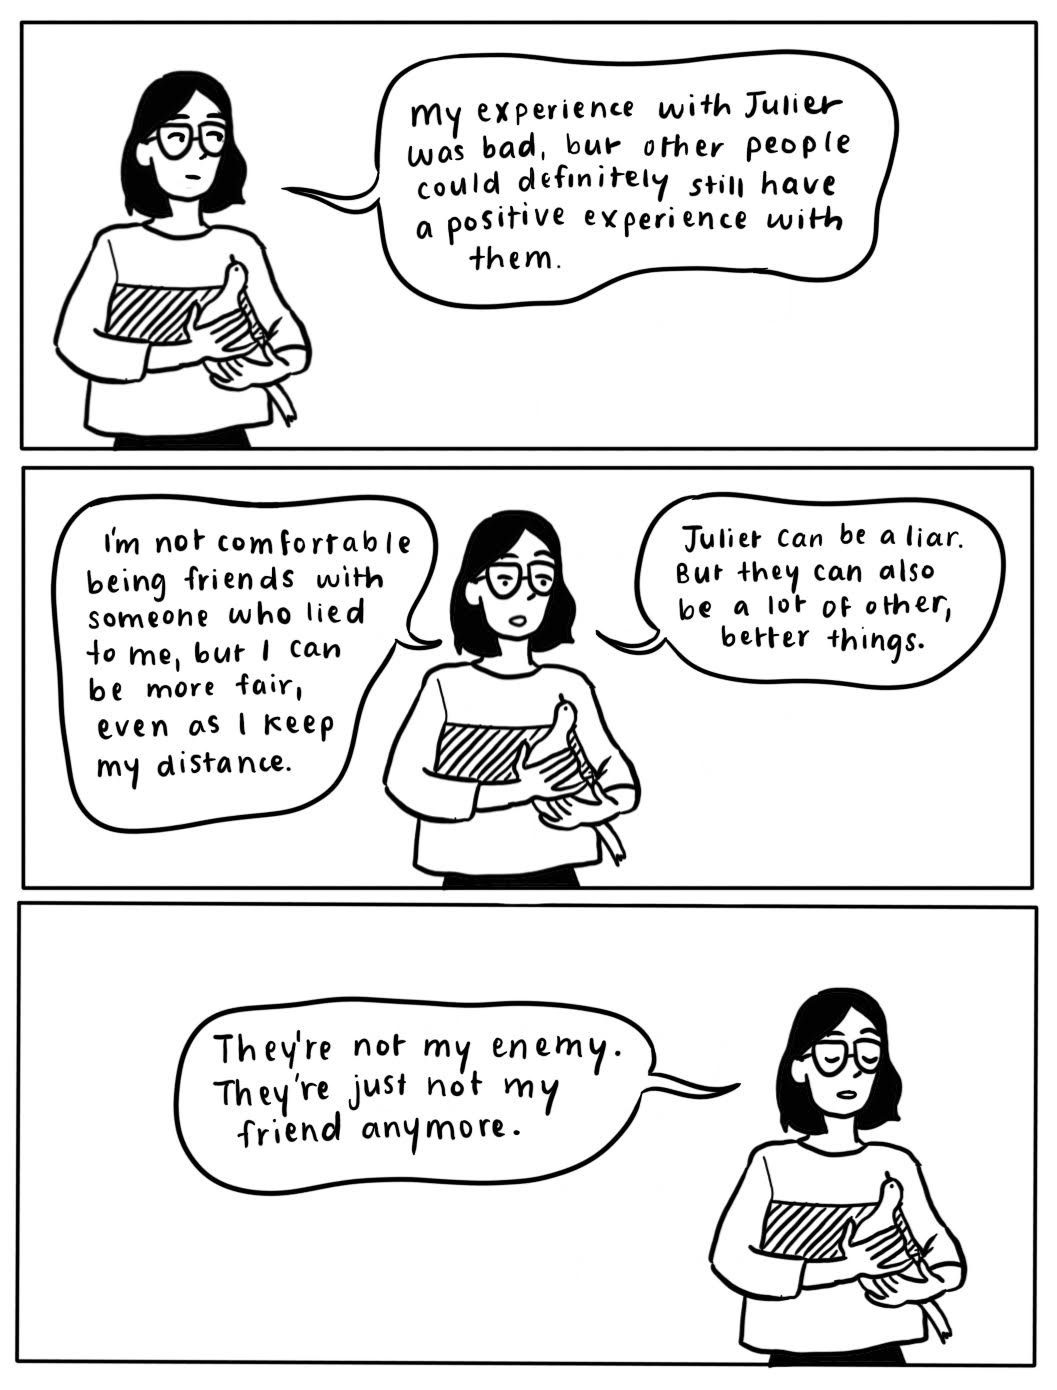 My experience with Juliet
was bad, but other people
could definitely still have
a positive experience with
them.
I'm not comfortable
being friends with
someone who lied
to me, but I can
be more fair,
even as I keep
my distance.
Juliet can be a liar.
But they can also
be a lot of other,
better things.
They're not my enemy.
They're just not my
friend anymore.